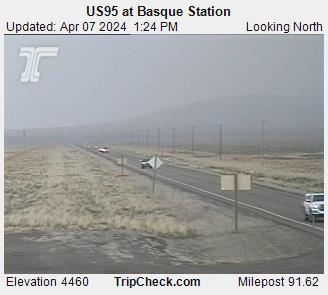 US95 at Basque Station
Updated: Apr 07 2024  1:24 PM Looking North
Elevation 4460 TripCheck.com Milepost 91.62